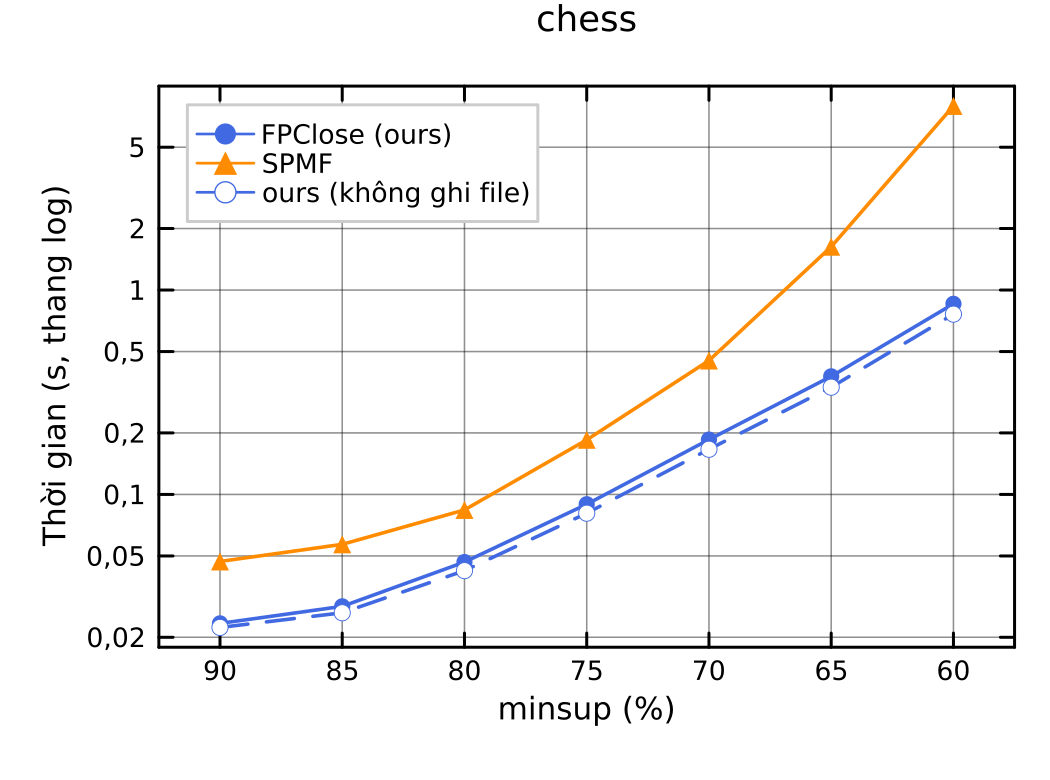 chess
FPClose (ours)
SPMF
ours (không ghi file)
Thời gian (s, thang log)
5
2
1
0,5
0,2
0,1
0,05
0,02
90 85 80 75 70 65 60
minsup (%)